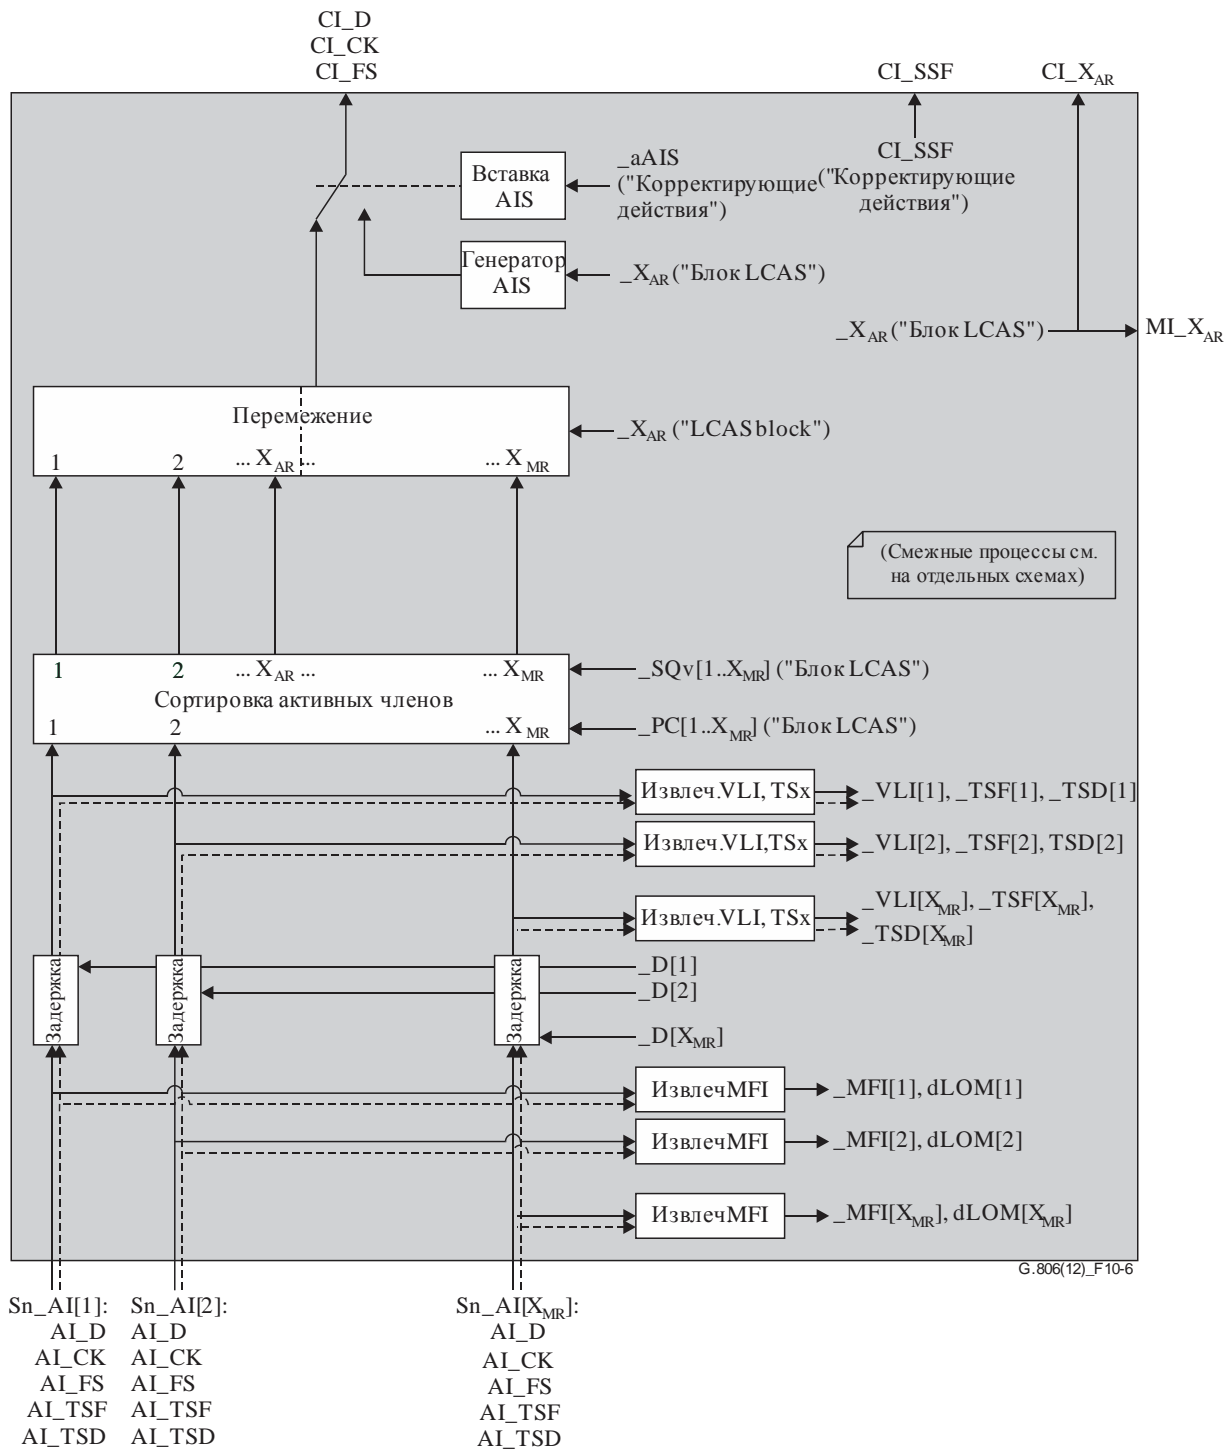 CI_D
CI_CK
CI_FS
CI_SSF
CI_X_AR
Вставка
AIS
_aAIS
("Корректирующие
действия")
CI_SSF
("Корректирующие
действия")
Генератор
AIS
_X_AR ("Блок LCAS")
_X_AR ("Блок LCAS")
MI_X_AR
Перемежение
1 2 ... X_AR ... ... X_MR
_X_AR ("LCAS block")
(Смежные процессы см.
на отдельных схемах)
1 2 ... X_AR ... ... X_MR
Сортировка активных членов
1 2 ... X_MR
_SQv[1..X_MR] ("Блок LCAS")
_PC[1..X_MR] ("Блок LCAS")
Извлеч.VLI, TSx
_VLI[1], _TSF[1], _TSD[1]
Извлеч.VLI,TSx
_VLI[2], _TSF[2], TSD[2]
Извлеч.VLI, TSx
_VLI[X_MR], _TSF[X_MR],
_TSD[X_MR]
Задержка
Задержка
Задержка
_D[1]
_D[2]
_D[X_MR]
ИзвлечMFI
_MFI[1], dLOM[1]
ИзвлечMFI
_MFI[2], dLOM[2]
ИзвлечMFI
_MFI[X_MR], dLOM[X_MR]
G.806(12)_F10-6
Sn_AI[1]:
AI_D
AI_CK
AI_FS
AI_TSF
AI_TSD
Sn_AI[2]:
AI_D
AI_CK
AI_FS
AI_TSF
AI_TSD
Sn_AI[X_MR]:
AI_D
AI_CK
AI_FS
AI_TSF
AI_TSD